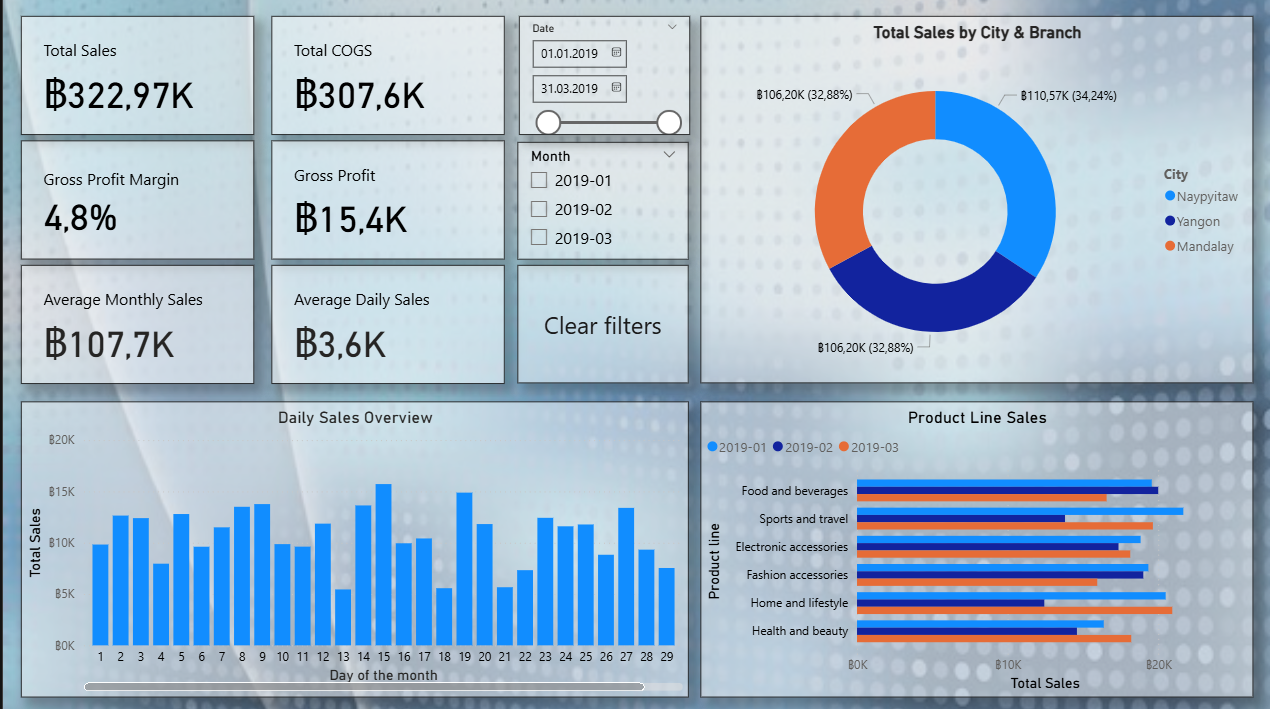 Total Sales
฿322,97K
Total COGS
฿307,6K
Date
01.01.2019
31.03.2019
Gross Profit Margin
4,8%
Gross Profit
฿15,4K
Month
2019-01
2019-02
2019-03
Average Monthly Sales
฿107,7K
Average Daily Sales
฿3,6K
Clear filters
Total Sales by City & Branch
฿106,20K (32,88%)
฿110,57K (34,24%)
฿106,20K (32,88%)
City
Naypyitaw
Yangon
Mandalay
Daily Sales Overview
Total Sales
฿20K
฿15K
฿10K
฿5K
฿0K
1 2 3 4 5 6 7 8 9 10 11 12 13 14 15 16 17 18 19 20 21 22 23 24 25 26 27 28 29
Day of the month
Product Line Sales
2019-01 2019-02 2019-03
Product line
Food and beverages
Sports and travel
Electronic accessories
Fashion accessories
Home and lifestyle
Health and beauty
฿0K ฿10K ฿20K
Total Sales